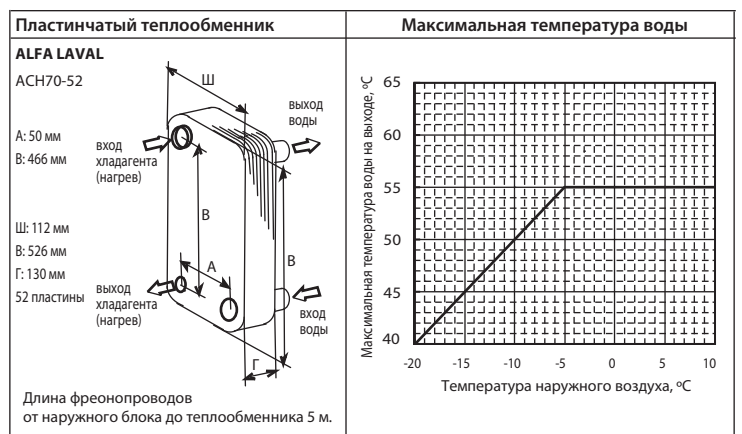 Пластинчатый теплообменник
Максимальная температура воды
ALFA LAVAL
ACH70-52
A: 50 мм
B: 466 мм
Ш: 112 мм
В: 526 мм
Г: 130 мм
52 пластины
Ш
выход
воды
вход
хладагента
(нагрев)
B
A
В
выход
хладагента
(нагрев)
вход
воды
Г
Длина фреонопроводов
от наружного блока до теплообменника 5 м.
Максимальная температура воды на выходе, ºС
65
60
55
50
45
40
-20 -15 -10 -5 0 5 10
Температура наружного воздуха, ºС